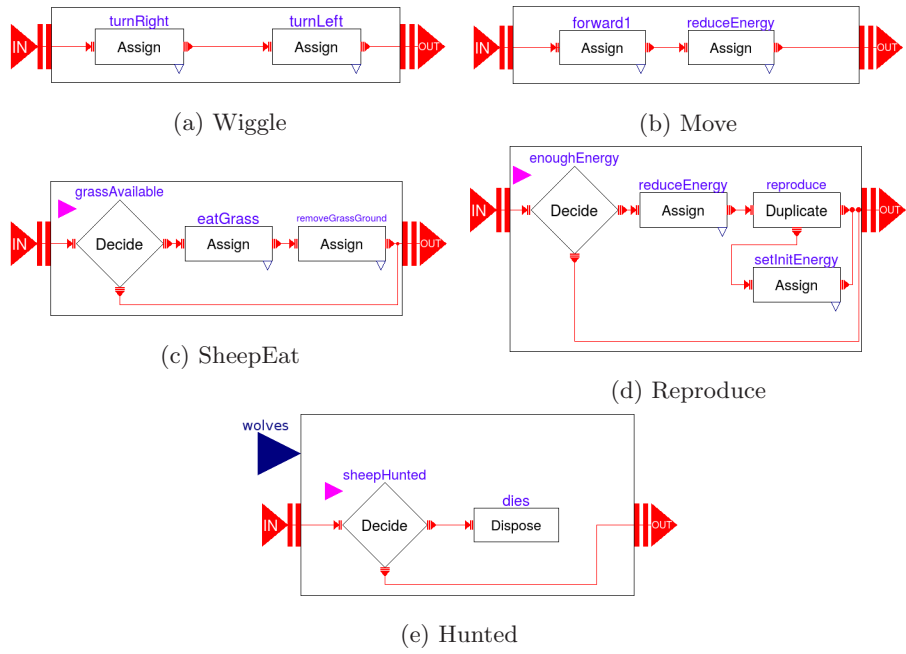 turnRight
turnLeft
IN
Assign
Assign
OUT
(a) Wiggle
forward1
reduceEnergy
IN
Assign
Assign
OUT
(b) Move
grassAvailable
eatGrass
removeGrassGround
IN
Decide
Assign
Assign
OUT
(c) SheepEat
enoughEnergy
reduceEnergy
reproduce
IN
Decide
Assign
Duplicate
OUT
setInitEnergy
Assign
(d) Reproduce
wolves
sheepHunted
dies
IN
Decide
Dispose
OUT
(e) Hunted